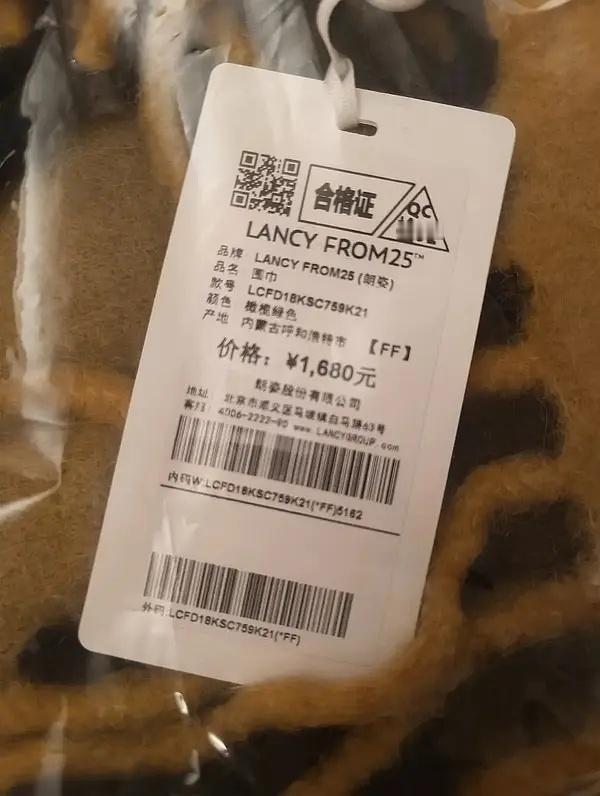 合格证
QC
LANCY FROM25™
品牌 LANCY FROM25 (朗姿)
品名 围巾
款号 LCFD18KSC759K21
颜色 橄榄绿色
产地 内蒙古呼和浩特市 【FF】
价格: ¥1,680元
朗姿股份有限公司
地址: 北京市顺义区马坡镇白马路63号
客服: 4006-2222-90 www.LANCYGROUP.com
内码W:LCFD18KSC759K21(*FF)5162
外码:LCFD18KSC759K21(*FF)